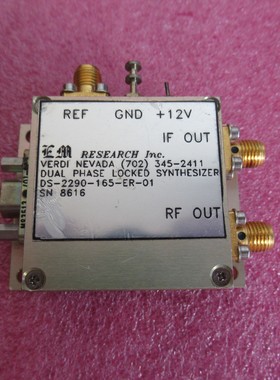 REF GND +12V
IF OUT
EM RESEARCH Inc.
VERDI NEVADA (702) 345-2411
DUAL PHASE LOCKED SYNTHESIZER
DS-2290-165-ER-01
SN 8616
RF OUT